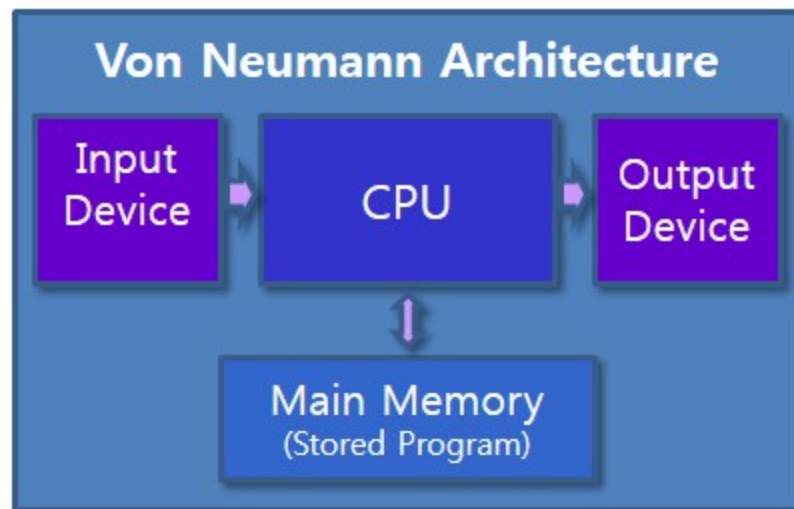 Von Neumann Architecture
Input
Device
CPU
Output
Device
Main Memory
(Stored Program)